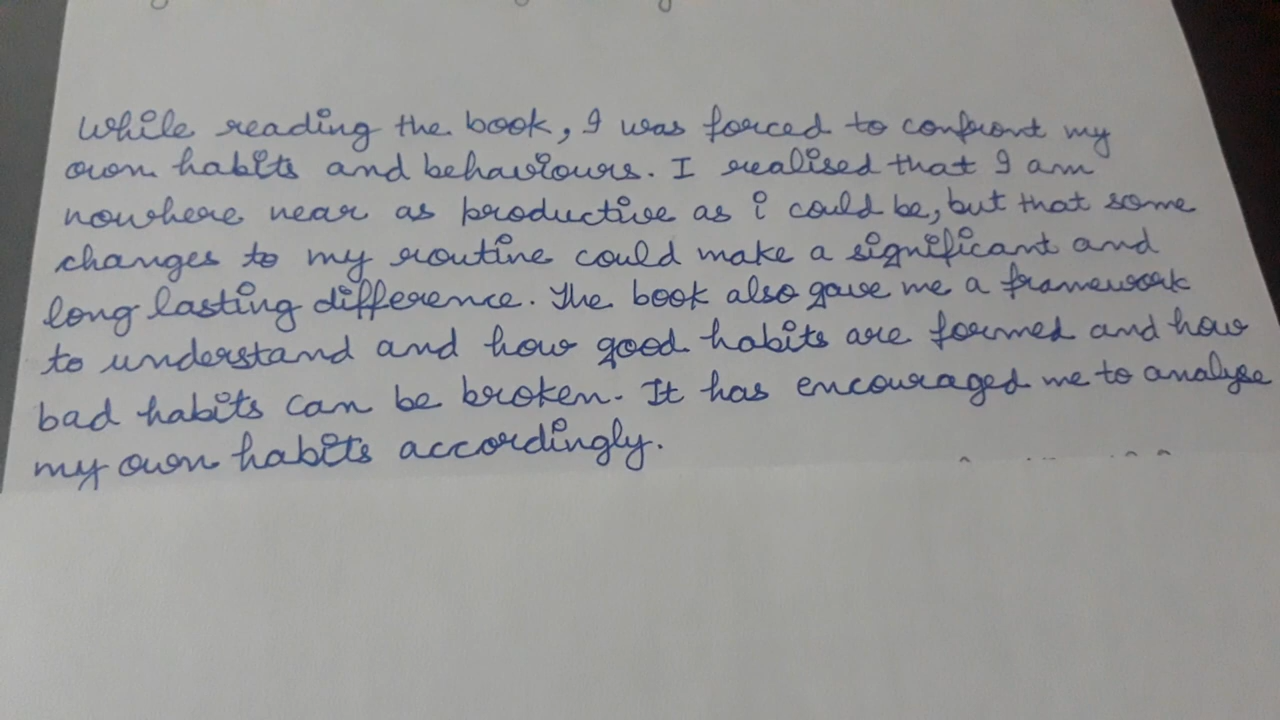 While reading the book, I was forced to confront my
own habits and behaviours. I realised that I am
nowhere near as productive as i could be, but that some
changes to my routine could make a significant and
long lasting difference. The book also gave me a framework
to understand and how good habits are formed and how
bad habits can be broken. It has encouraged me to analyse
my own habits accordingly.